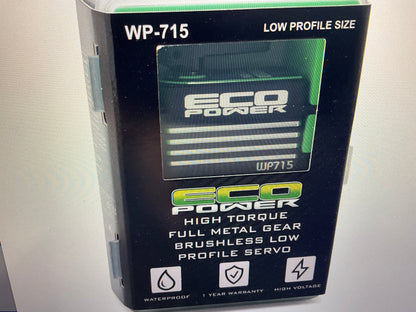 WP-715 LOW PROFILE SIZE
ECO
POWER
WP715
ECO
POWER
HIGH TORQUE
FULL METAL GEAR
BRUSHLESS LOW
PROFILE SERVO
WATERPROOF 1 YEAR WARRANTY HIGH VOLTAGE